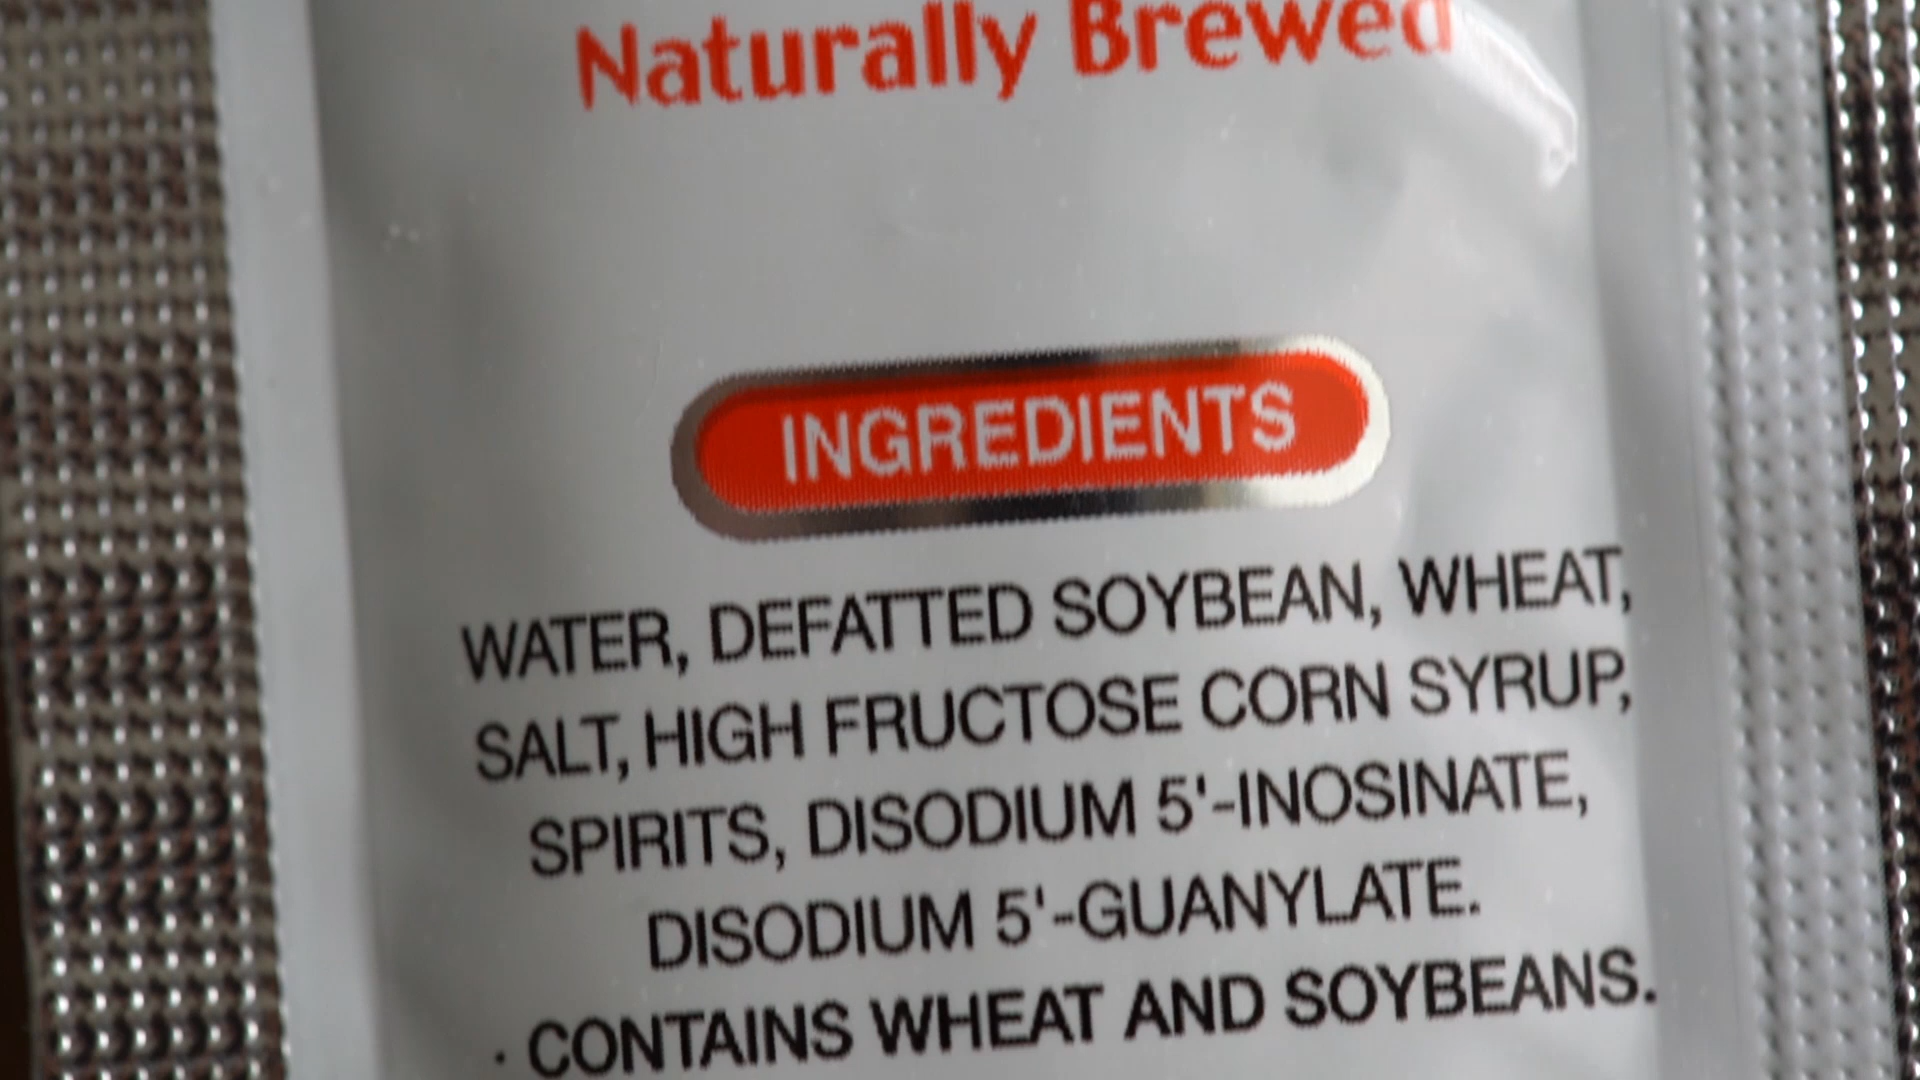 Naturally Brewed
INGREDIENTS
WATER, DEFATTED SOYBEAN, WHEAT,
SALT, HIGH FRUCTOSE CORN SYRUP,
SPIRITS, DISODIUM 5'-INOSINATE,
DISODIUM 5'-GUANYLATE.
· CONTAINS WHEAT AND SOYBEANS.